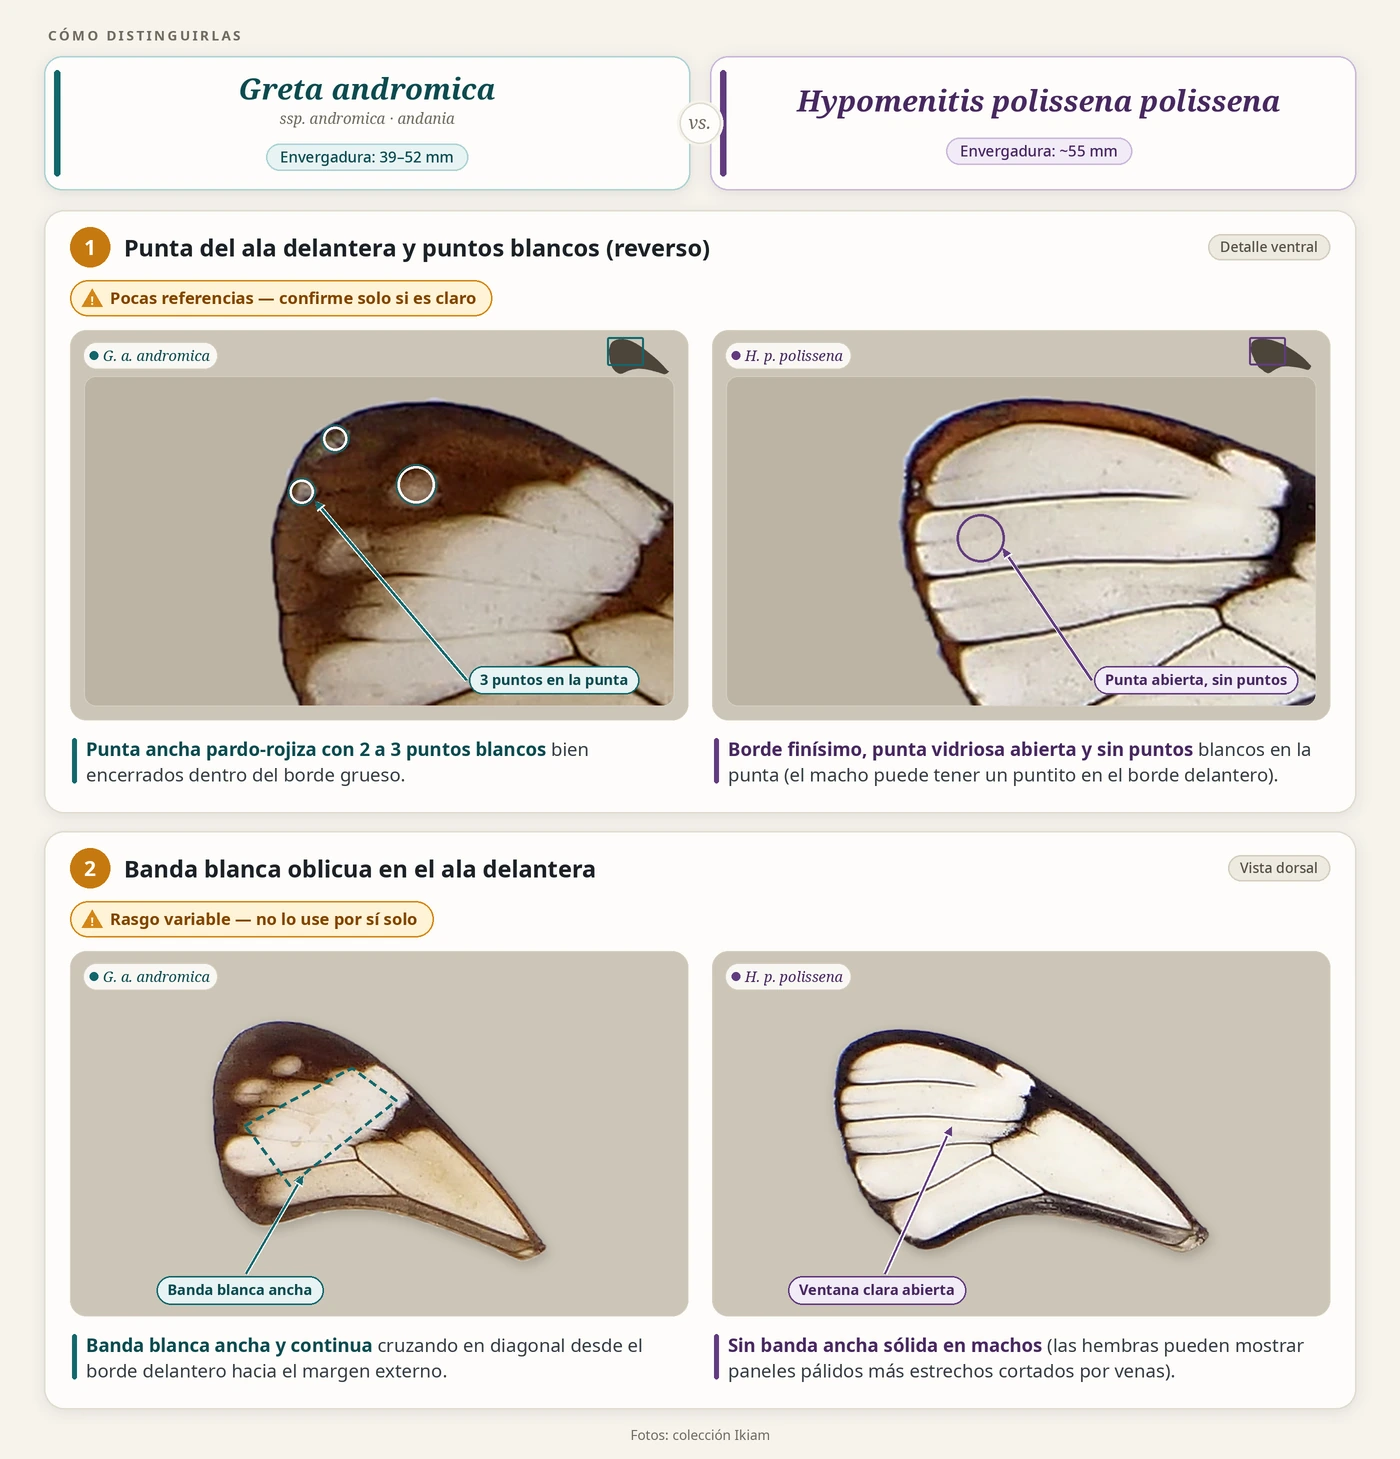 CÓMO DISTINGUIRLAS
Greta andromica
ssp. andromica · andania
Envergadura: 39–52 mm
vs.
Hypomenitis polissena polissena
Envergadura: ~55 mm
1
Punta del ala delantera y puntos blancos (reverso)
Detalle ventral
Pocas referencias — confirme solo si es claro
G. a. andromica
3 puntos en la punta
H. p. polissena
Punta abierta, sin puntos
Punta ancha pardo-rojiza con 2 a 3 puntos blancos bien
encerrados dentro del borde grueso.
Borde finísimo, punta vidriosa abierta y sin puntos blancos en la
punta (el macho puede tener un puntito en el borde delantero).
2
Banda blanca oblicua en el ala delantera
Vista dorsal
Rasgo variable — no lo use por sí solo
G. a. andromica
Banda blanca ancha
H. p. polissena
Ventana clara abierta
Banda blanca ancha y continua cruzando en diagonal desde el
borde delantero hacia el margen externo.
Sin banda ancha sólida en machos (las hembras pueden mostrar
paneles pálidos más estrechos cortados por venas).
Fotos: colección Ikiam